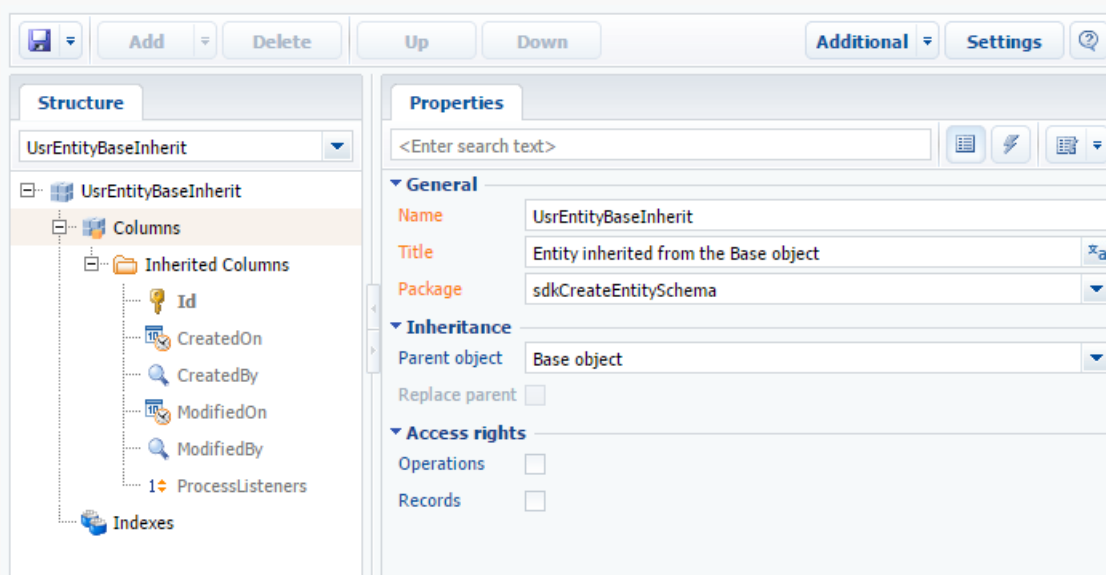 Add Delete Up Down Additional Settings
Structure
UsrEntityBaseInherit
UsrEntityBaseInherit
Columns
Inherited Columns
Id
CreatedOn
CreatedBy
ModifiedOn
ModifiedBy
ProcessListeners
Indexes
Properties
<Enter search text>
General
Name UsrEntityBaseInherit
Title Entity inherited from the Base object
Package sdkCreateEntitySchema
Inheritance
Parent object Base object
Replace parent
Access rights
Operations
Records